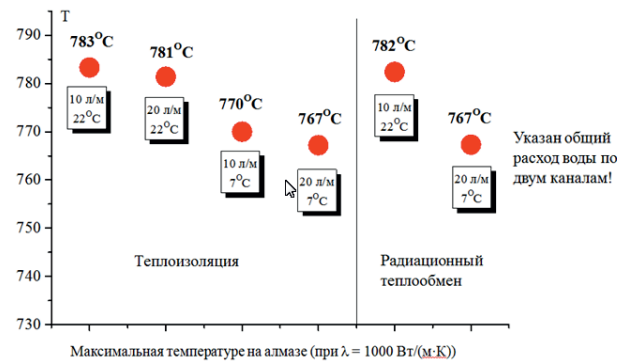 T
790
780
770
760
750
740
730
783°C
781°C
770°C
767°C
782°C
767°C
10 л/м
22°C
20 л/м
22°C
10 л/м
7°C
20 л/м
7°C
10 л/м
22°C
20 л/м
7°C
Указан общий
расход воды по
двум каналам!
Теплоизоляция
Радиационный
теплообмен
Максимальная температура на алмазе (при λ = 1000 Вт/(м·К))